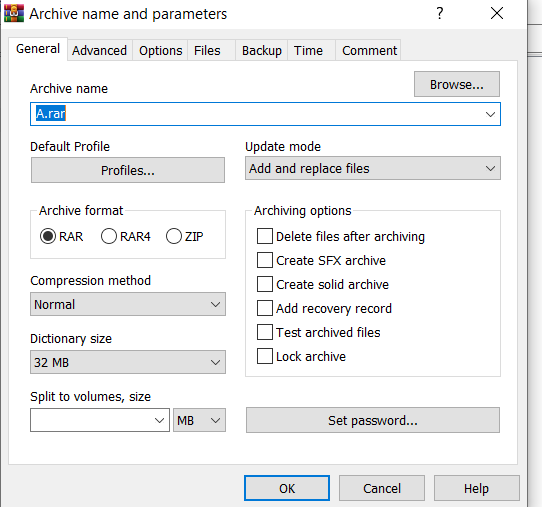 Archive name and parameters
?
General Advanced Options Files Backup Time Comment
Archive name
Browse...
A.rar
Default Profile
Update mode
Profiles...
Add and replace files
Archive format
RAR RAR4 ZIP
Archiving options
Delete files after archiving
Create SFX archive
Create solid archive
Add recovery record
Test archived files
Lock archive
Compression method
Normal
Dictionary size
32 MB
Split to volumes, size
MB
Set password...
OK Cancel Help